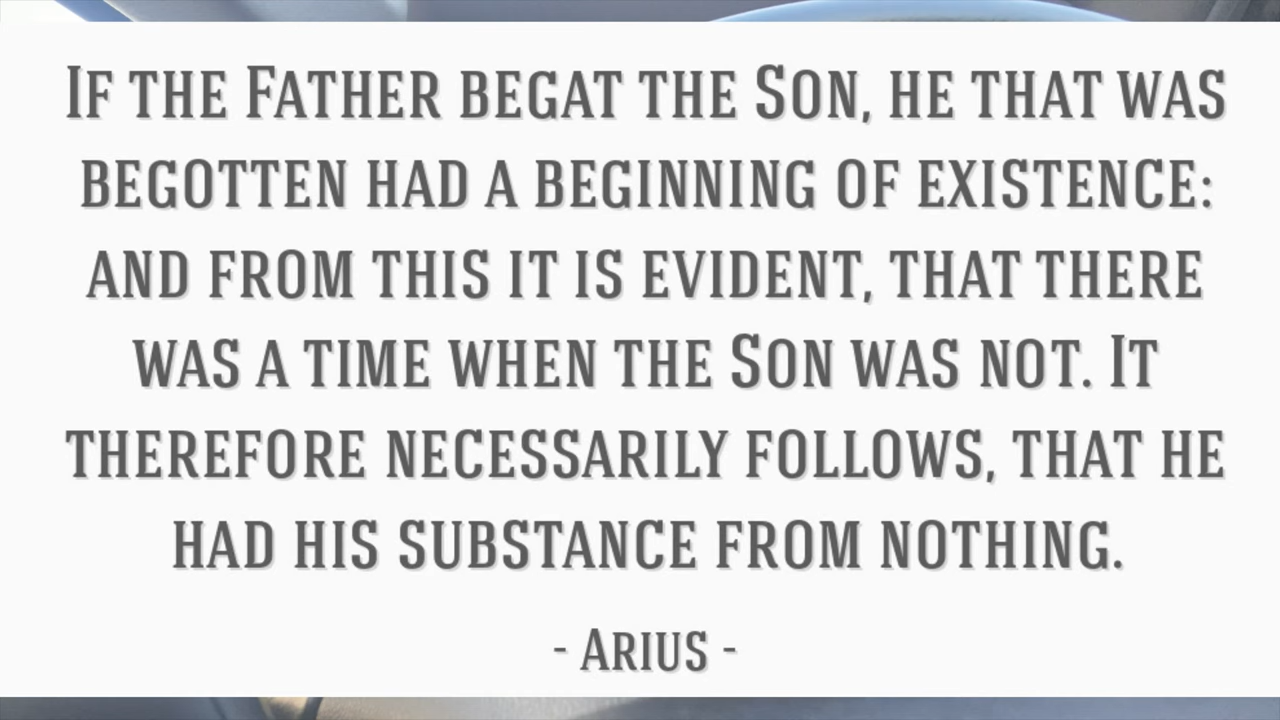 If the Father begat the Son, he that was
begotten had a beginning of existence:
and from this it is evident, that there
was a time when the Son was not. It
therefore necessarily follows, that he
had his substance from nothing.
- Arius -